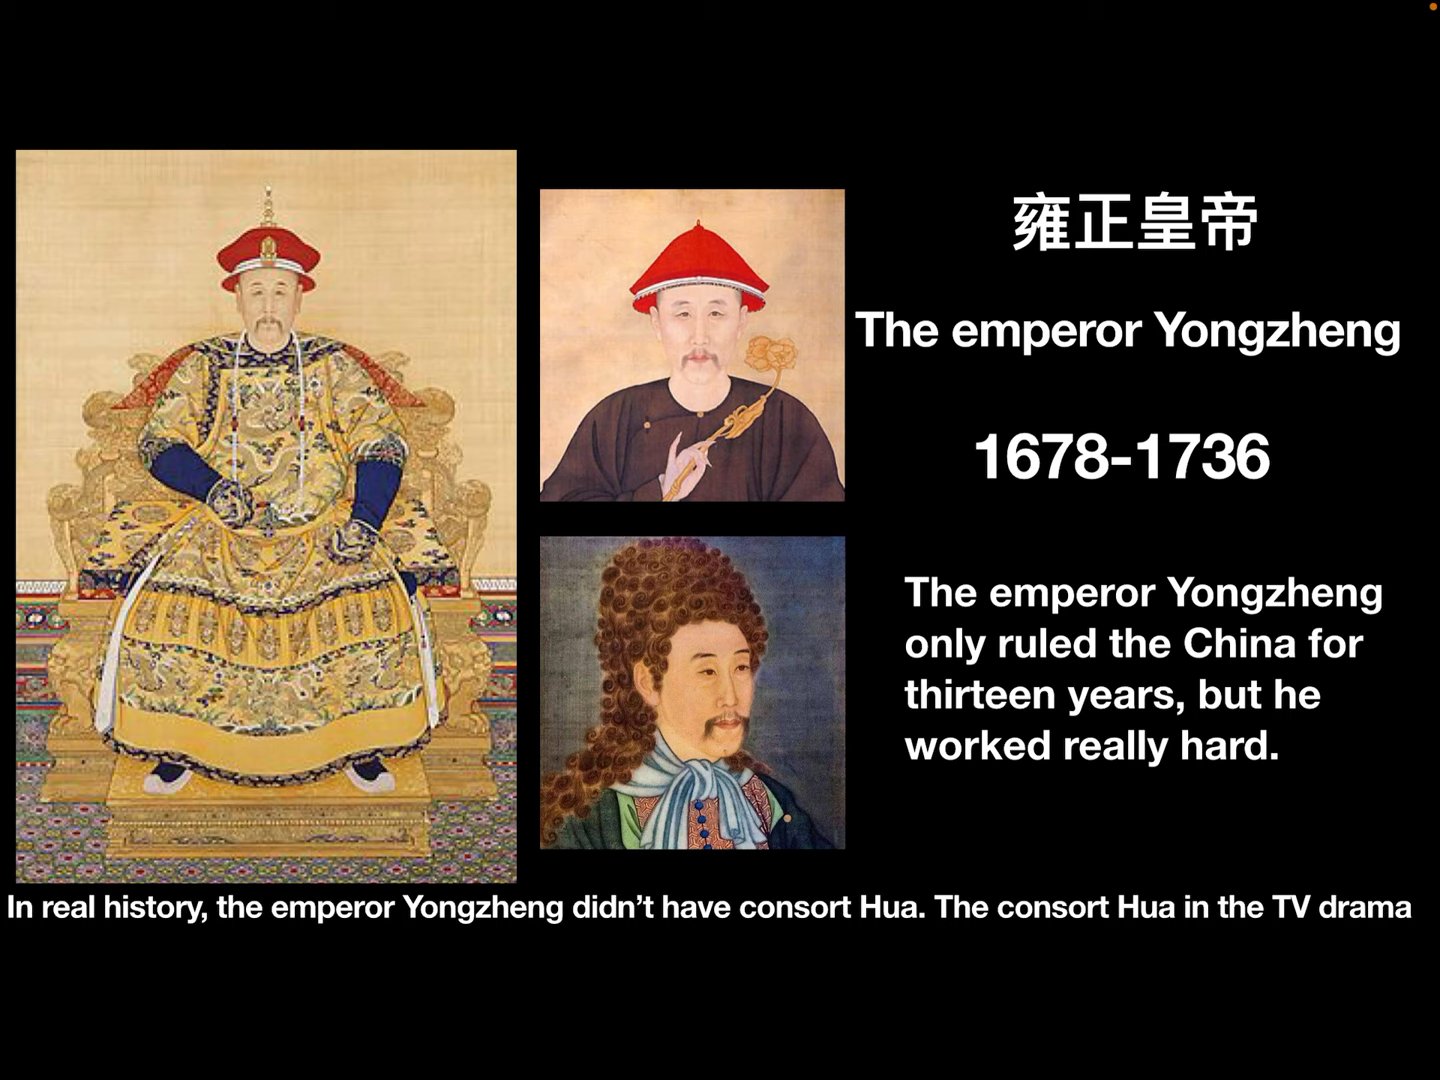 雍正皇帝
The emperor Yongzheng
1678-1736
The emperor Yongzheng
only ruled the China for
thirteen years, but he
worked really hard.
In real history, the emperor Yongzheng didn’t have consort Hua. The consort Hua in the TV drama